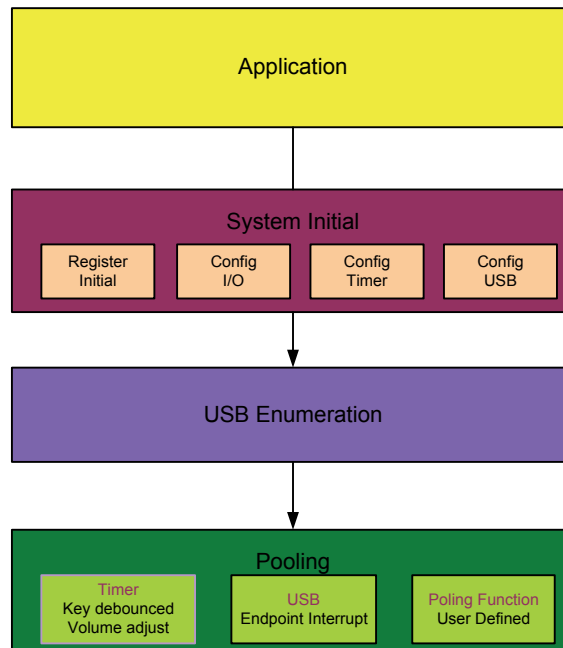 Application
System Initial
Register
Initial
Config
I/O
Config
Timer
Config
USB
USB Enumeration
Pooling
Timer
Key debounced
Volume adjust
USB
Endpoint Interrupt
Poling Function
User Defined